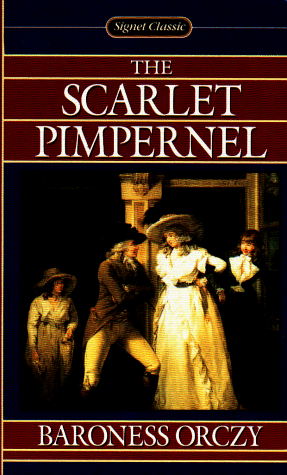 Signet Classic
THE
SCARLET
PIMPERNEL
BARONESS ORCZY